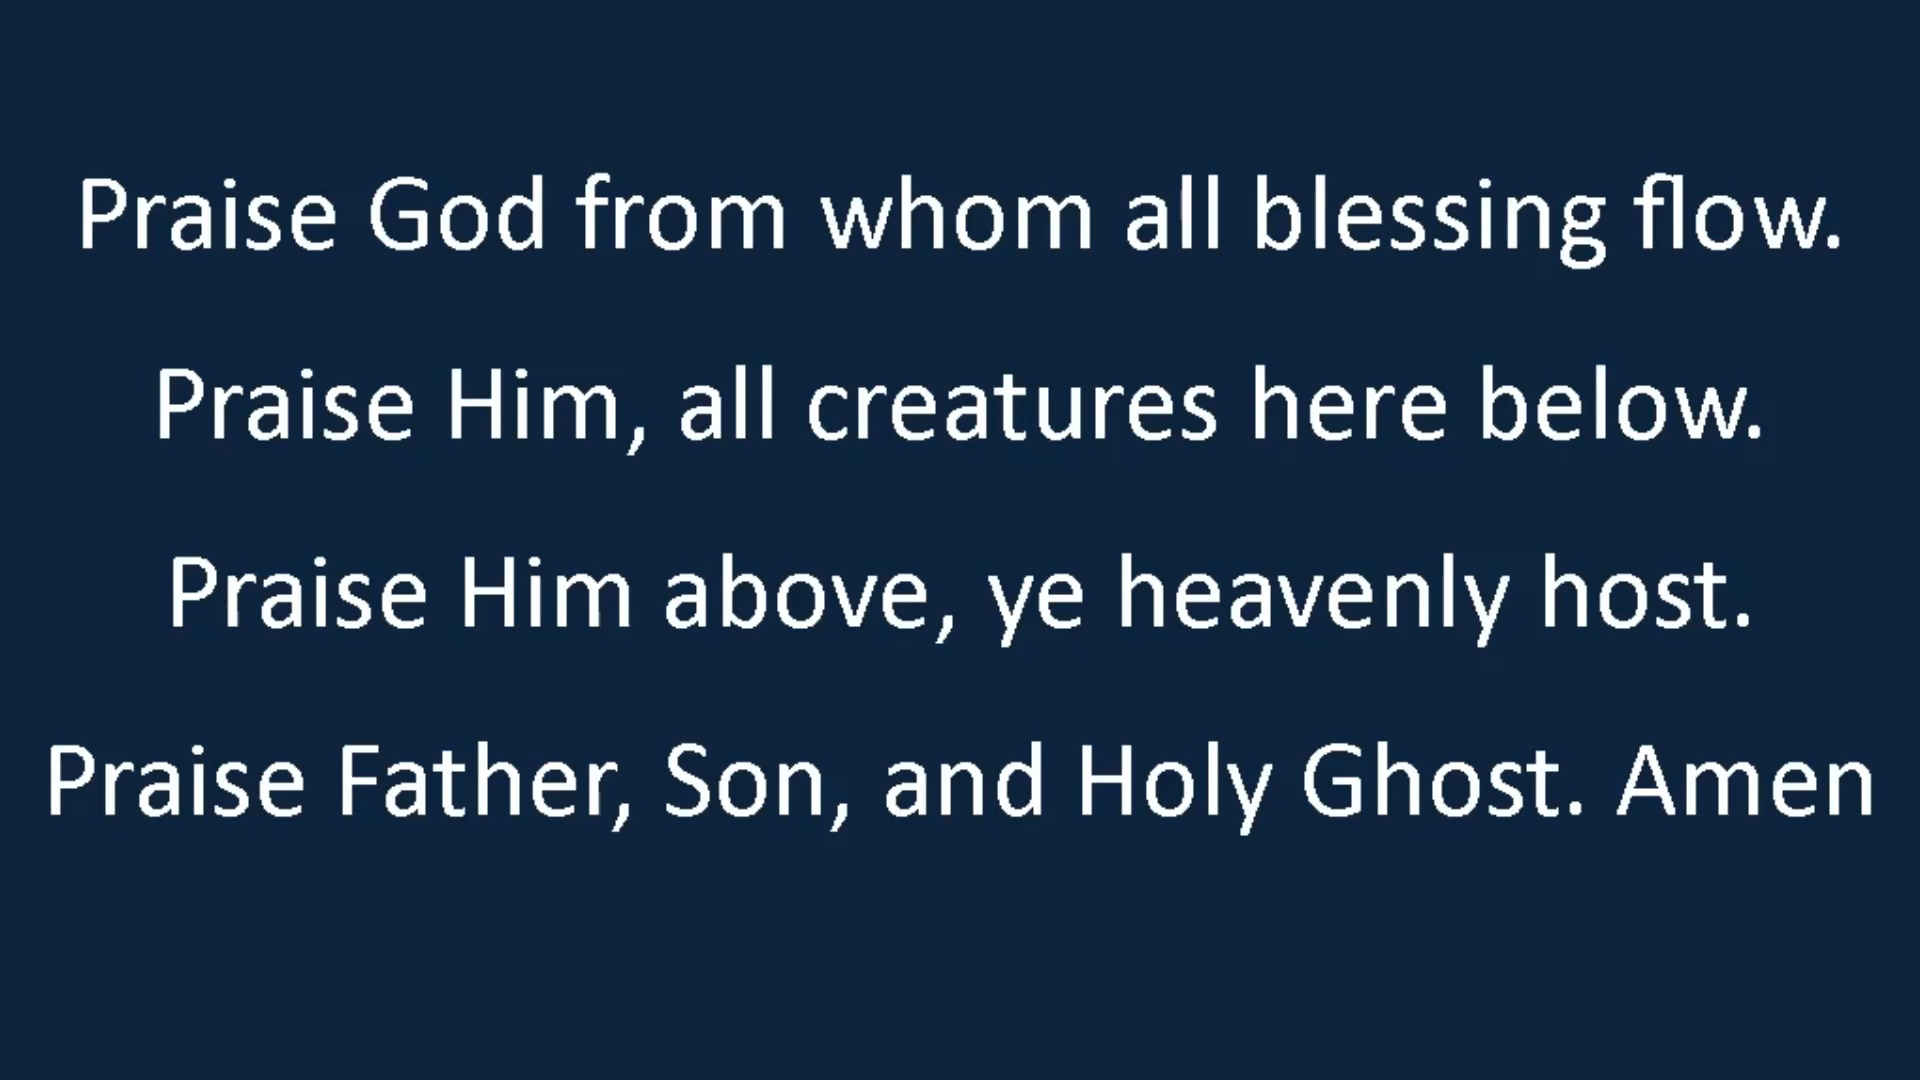 Praise God from whom all blessing flow.
Praise Him, all creatures here below.
Praise Him above, ye heavenly host.
Praise Father, Son, and Holy Ghost. Amen